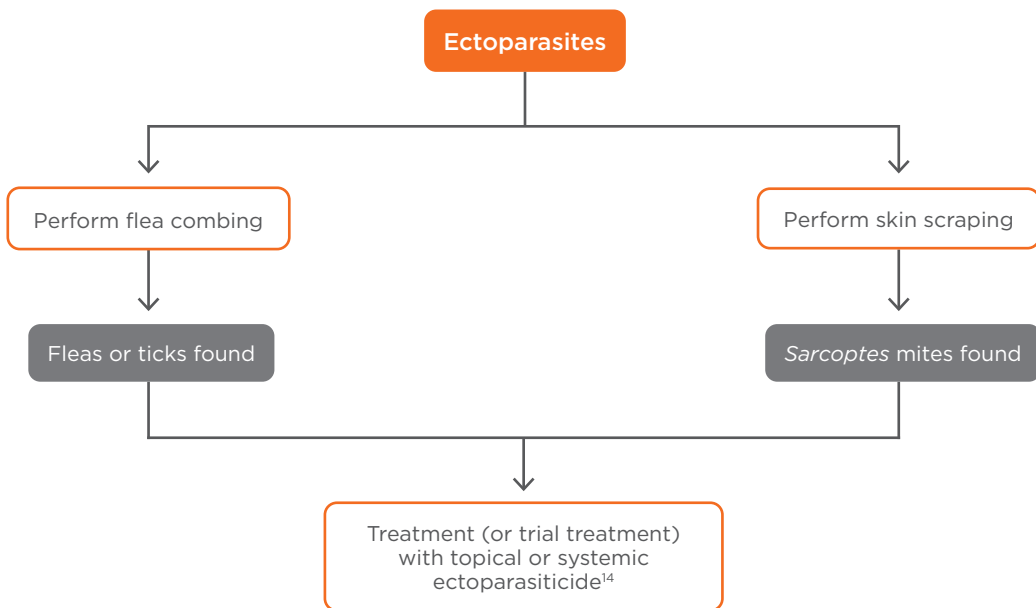 Ectoparasites
Perform flea combing
Perform skin scraping
Fleas or ticks found
Sarcoptes mites found
Treatment (or trial treatment)
with topical or systemic
ectoparasiticide¹⁴